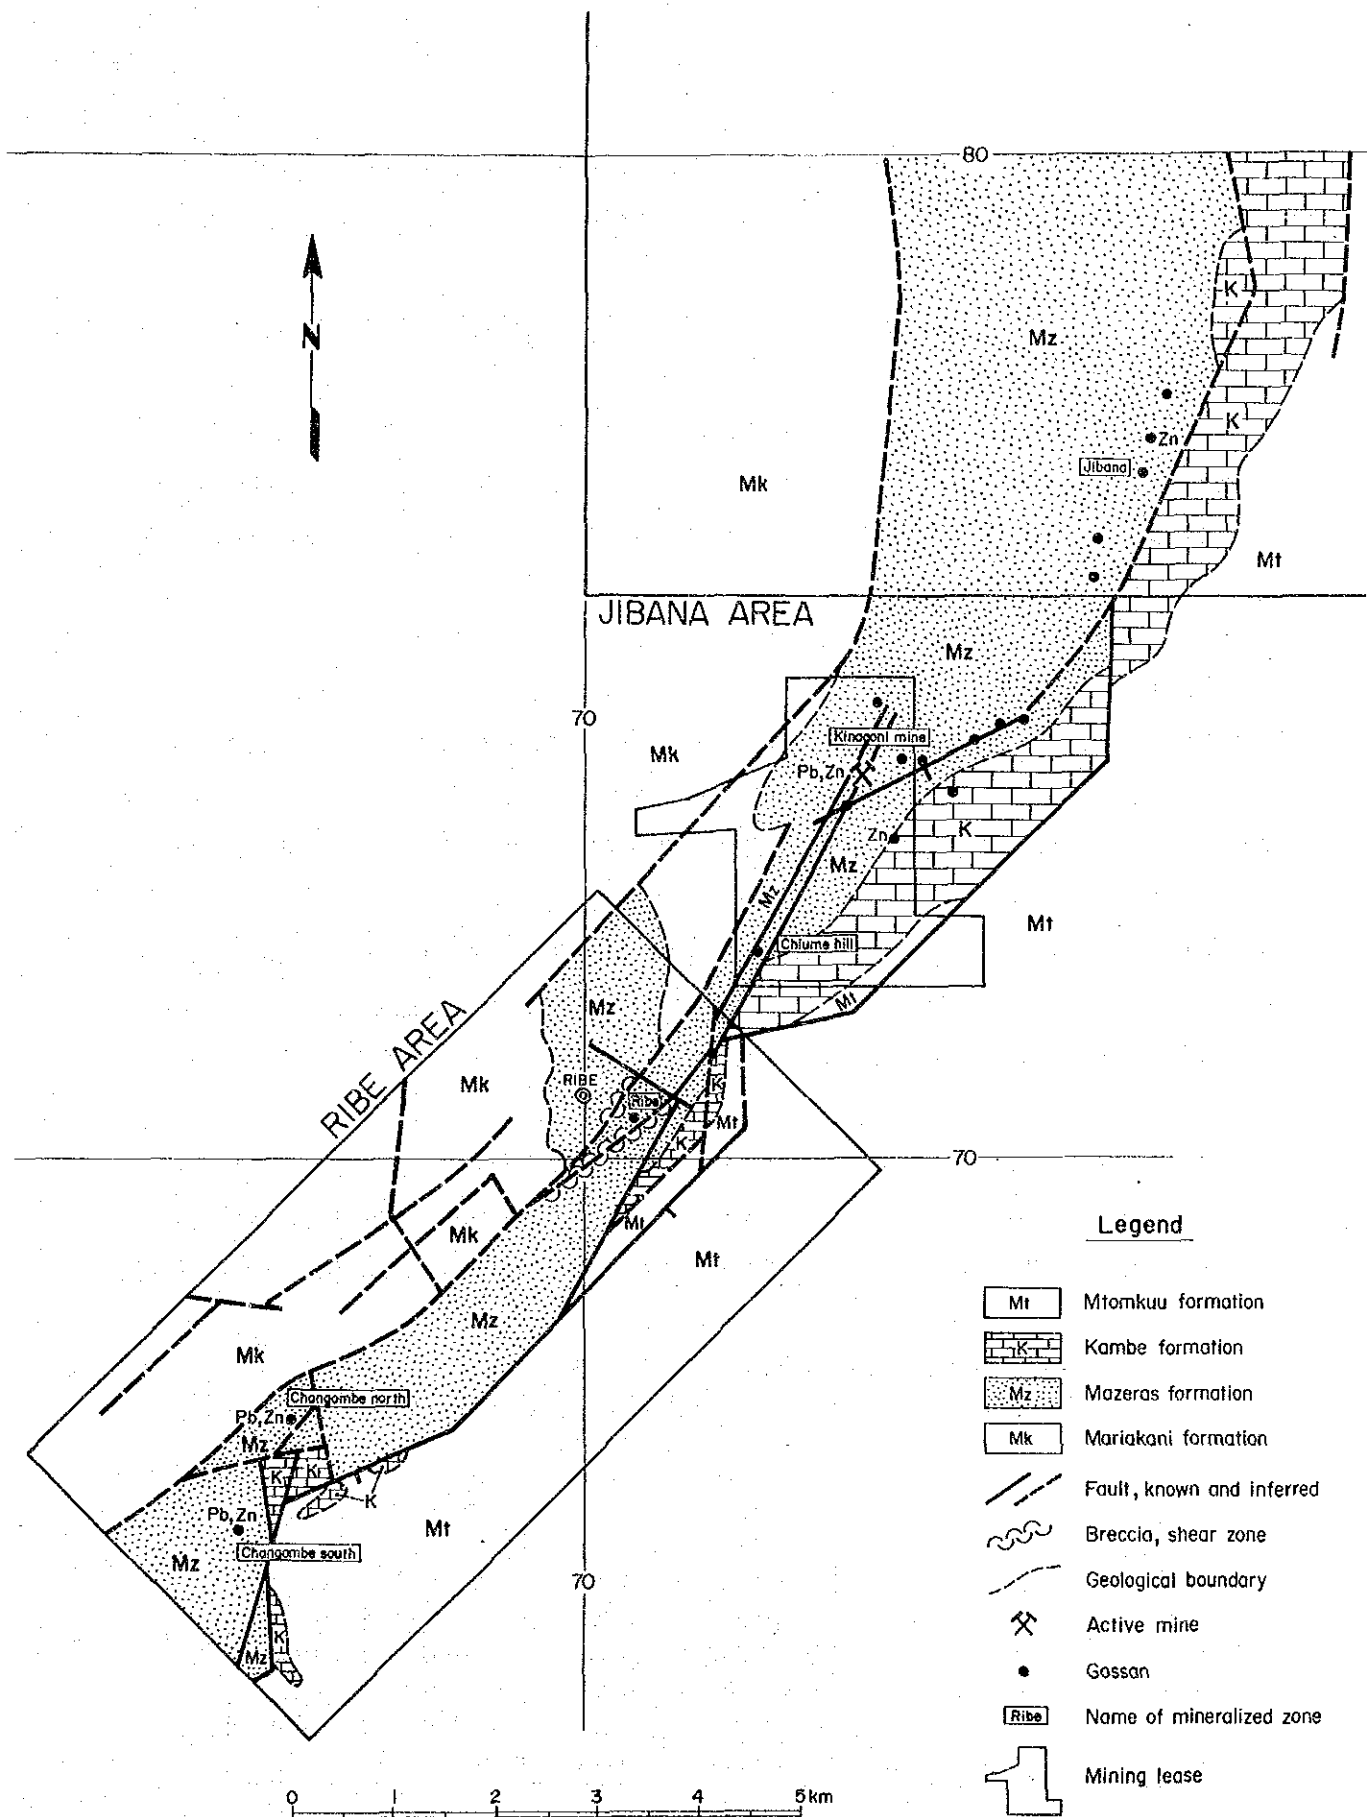 80
N
Mz
K
K
Zn
Jibana
Mk
Mt
JIBANA AREA
Mz
70
Kinagoni mine
Mk
Pb,Zn
K
Zn
Mz
Mz
Mt
Chiume hill
Mz
Mt
RIBE AREA
RIBE
Mk
K
Ribe
Mt
K
70
Mt
Mk
Mt
Legend
Mt Mtomkuu formation
Mz
K Kambe formation
Mk
Changombe north
Mz Mazeras formation
Pb,Zn
Mz
Mk Mariakani formation
K
K
Fault, known and inferred
K
Pb,Zn
Mt
Breccia, shear zone
Changombe south
Mz
70
Geological boundary
K
Active mine
Mz
Gossan
Ribe Name of mineralized zone
Mining lease
0 1 2 3 4 5km